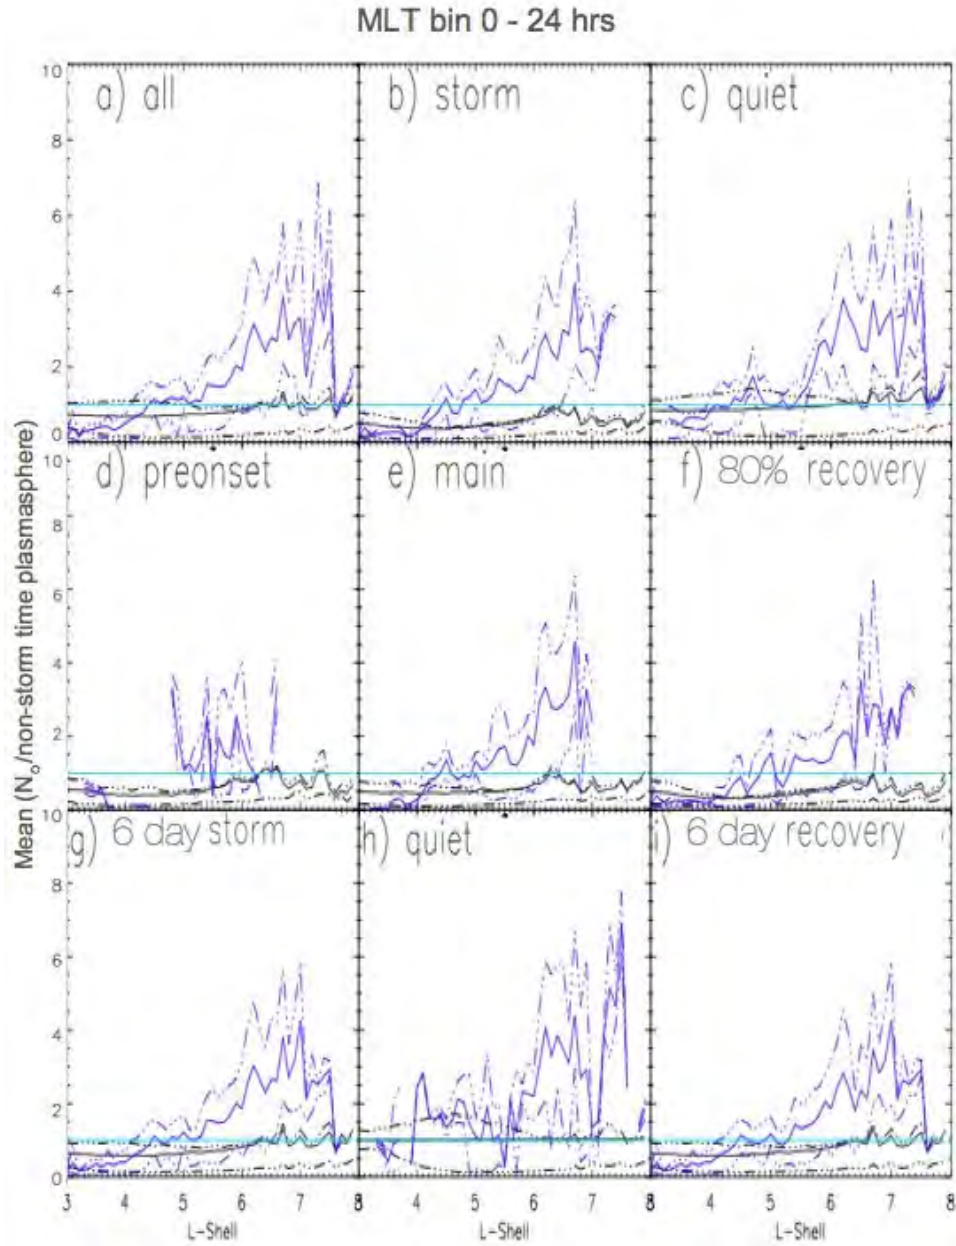 MLT bin 0 - 24 hrs
Mean (No/non-storm time plasmasphere)
10
8
6
4
2
0
a) all
b) storm
c) quiet
10
8
6
4
2
0
d) preonset
e) main
f) 80% recovery
10
8
6
4
2
0
g) 6 day storm
h) quiet
i) 6 day recovery
3 4 5 6 7 8
4 5 6 7 8
4 5 6 7 8
L-Shell
L-Shell
L-Shell